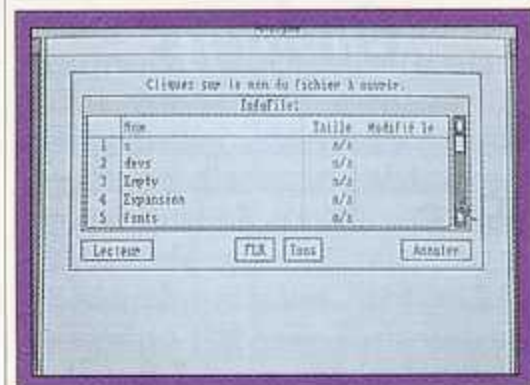 Cliquez sur le nom du fichier à ouvrir.
InfoFile:
Nom Taille Modifié le
1 s n/a
2 devs n/a
3 Empty n/a
4 Expansion n/a
5 fonts n/a
Lecteur FLR Tous Annuler